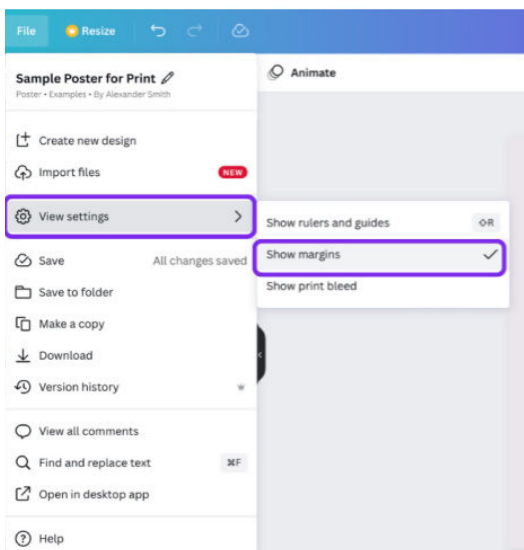 File Resize
Animate
Sample Poster for Print
Poster • Examples • By Alexander Smith
Create new design
Import files NEW
View settings
Show rulers and guides ⇧R
Show margins
Show print bleed
Save All changes saved
Save to folder
Make a copy
Download
Version history
View all comments
Find and replace text ⌘F
Open in desktop app
Help